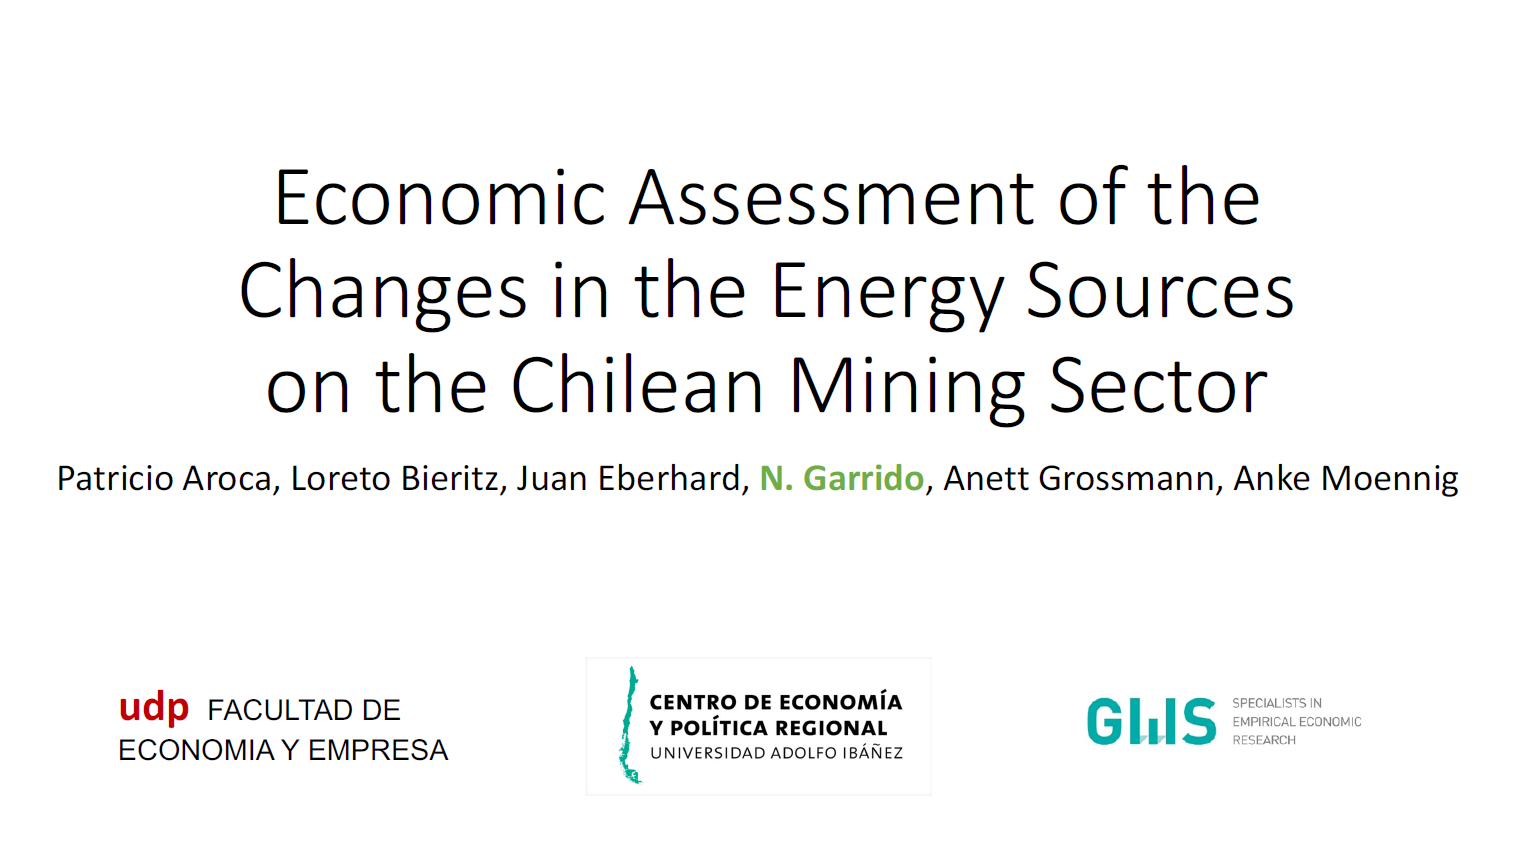 Economic Assessment of the
Changes in the Energy Sources
on the Chilean Mining Sector
Patricio Aroca, Loreto Bieritz, Juan Eberhard, N. Garrido, Anett Grossmann, Anke Moennig
udp FACULTAD DE
ECONOMIA Y EMPRESA
CENTRO DE ECONOMÍA
Y POLÍTICA REGIONAL
UNIVERSIDAD ADOLFO IBÁÑEZ
GWS
SPECIALISTS IN
EMPIRICAL ECONOMIC
RESEARCH